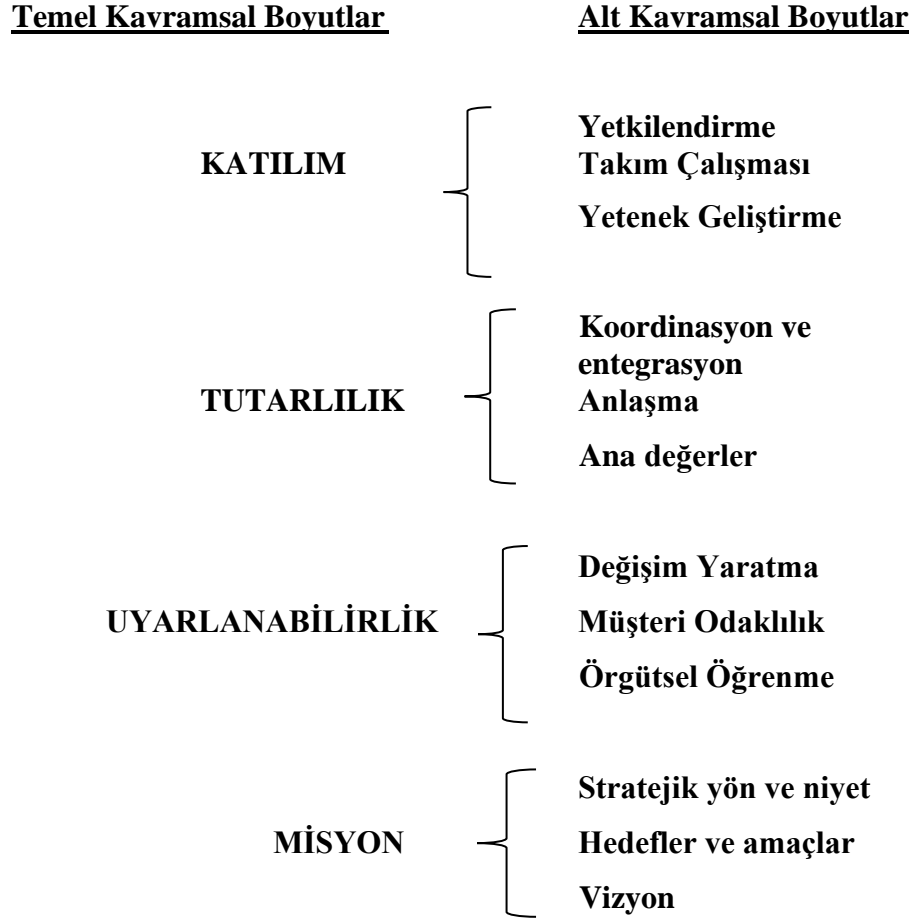 Temel Kavramsal Boyutlar
Alt Kavramsal Boyutlar
KATILIM
Yetkilendirme
Takım Çalışması
Yetenek Geliştirme
TUTARLILIK
Koordinasyon ve
entegrasyon
Anlaşma
Ana değerler
UYARLANABİLİRLİK
Değişim Yaratma
Müşteri Odaklılık
Örgütsel Öğrenme
MİSYON
Stratejik yön ve niyet
Hedefler ve amaçlar
Vizyon